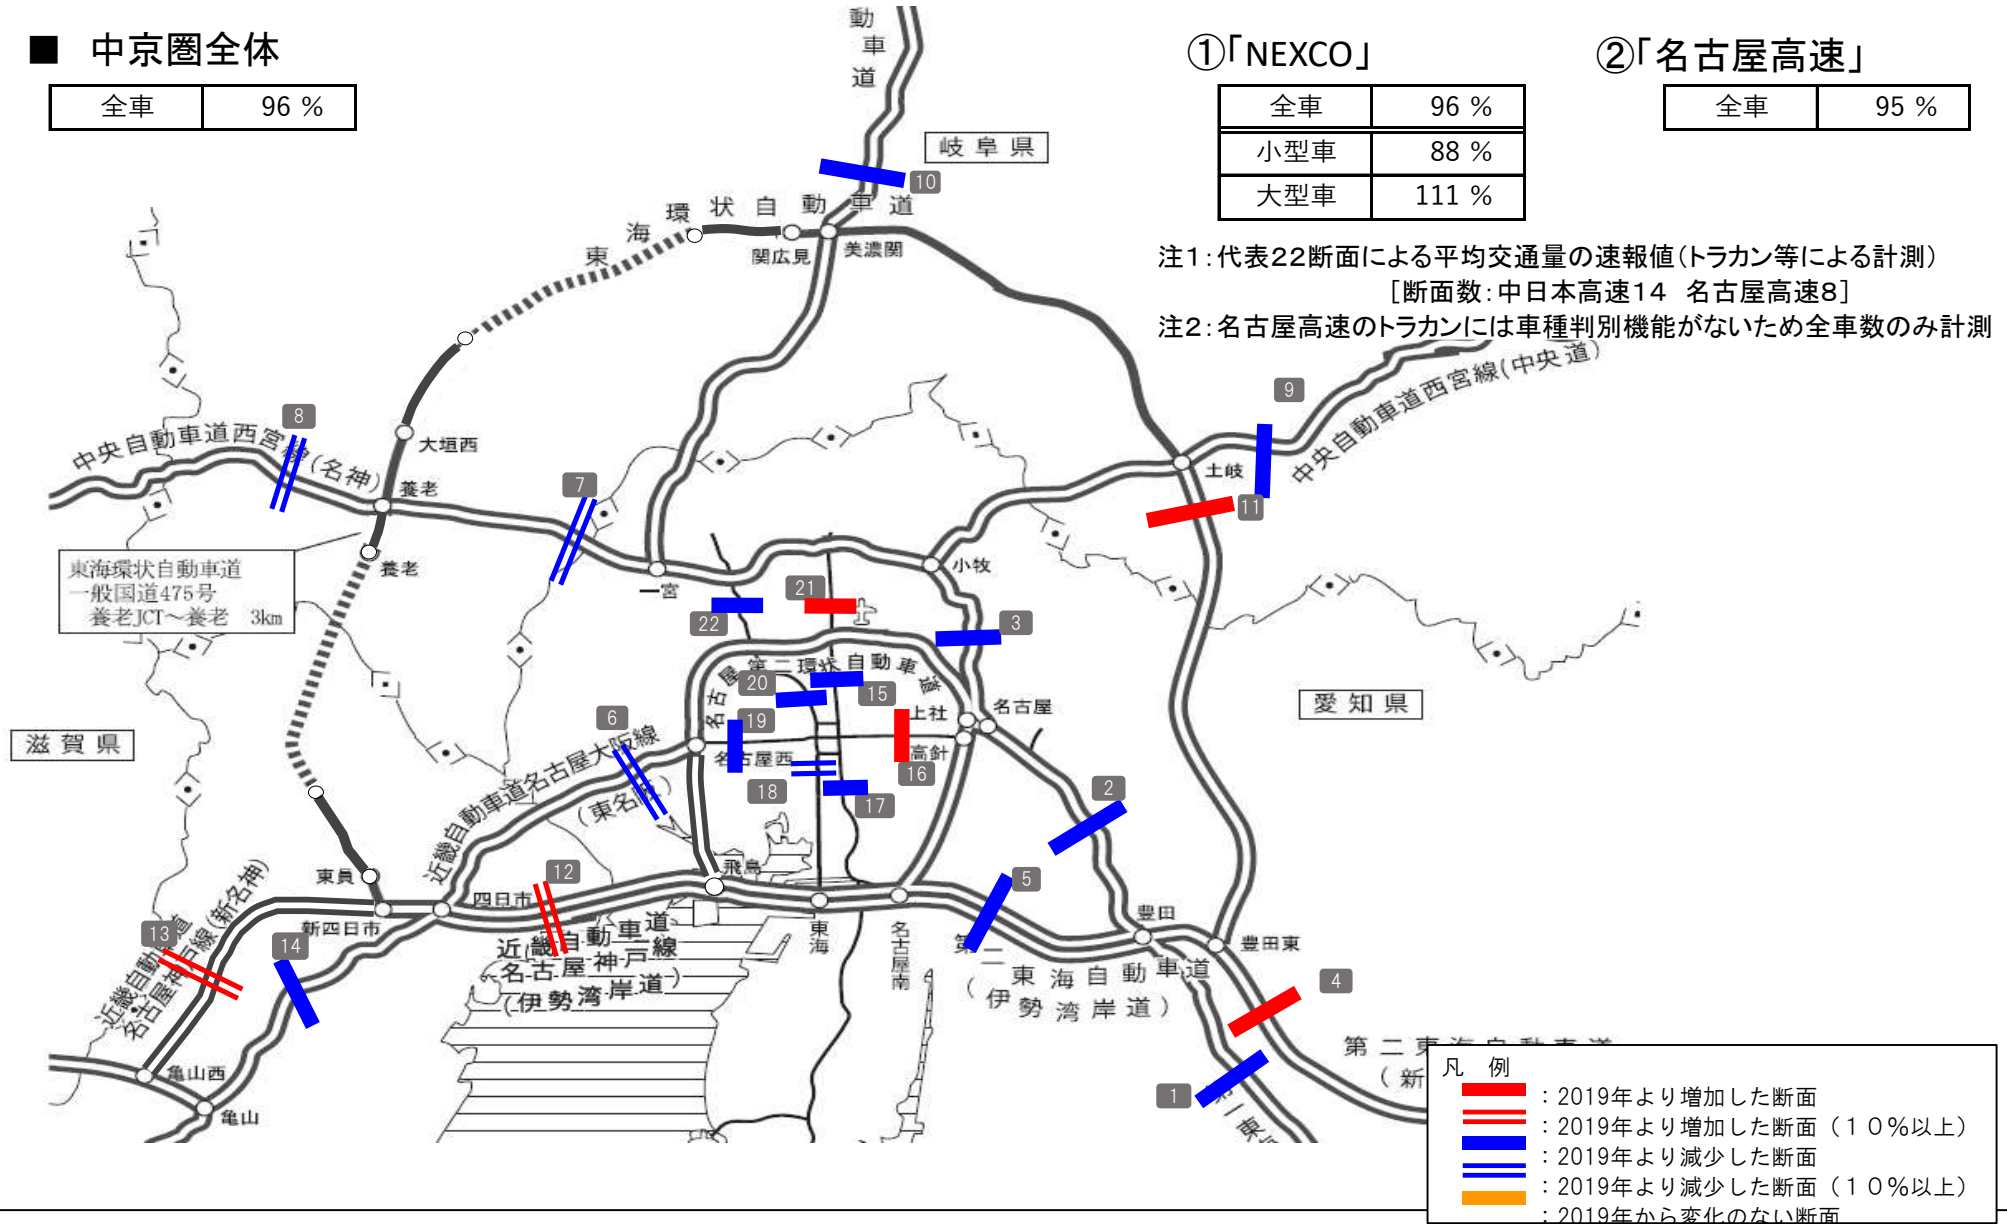 ■ 中京圏全体
全車 96 %
①「NEXCO」
全車 96 %
小型車 88 %
大型車 111 %
②「名古屋高速」
全車 95 %
注1:代表22断面による平均交通量の速報値(トラカン等による計測)
[断面数:中日本高速14 名古屋高速8]
注2:名古屋高速のトラカンには車種判別機能がないため全車数のみ計測
動車道
岐阜県
10
東海環状自動車道
関広見
美濃関
9
中央自動車道西宮線(中央道)
8
中央自動車道西宮線(名神)
大垣西
養老
7
土岐
11
養老
東海環状自動車道
一般国道475号
養老JCT~養老 3km
一宮
小牧
21
22
3
名古屋第二環状自動車道
20
15
19
上社
名古屋
愛知県
滋賀県
6
近畿自動車道名古屋大阪線
(東名阪)
名古屋西
高針
16
18
17
2
飛島
東員
12
5
四日市
新四日市
豊田
13
14
近畿自動車道
名古屋神戸線(新名神)
近畿自動車道
名古屋神戸線
(伊勢湾岸道)
東海
名古屋南
第二東海自動車道
(伊勢湾岸道)
豊田東
4
亀山西
亀山
1
第二東海自動車道
(新
第一東
凡 例
:2019年より増加した断面
:2019年より増加した断面(10%以上)
:2019年より減少した断面
:2019年より減少した断面(10%以上)
:2019年から変化のない断面